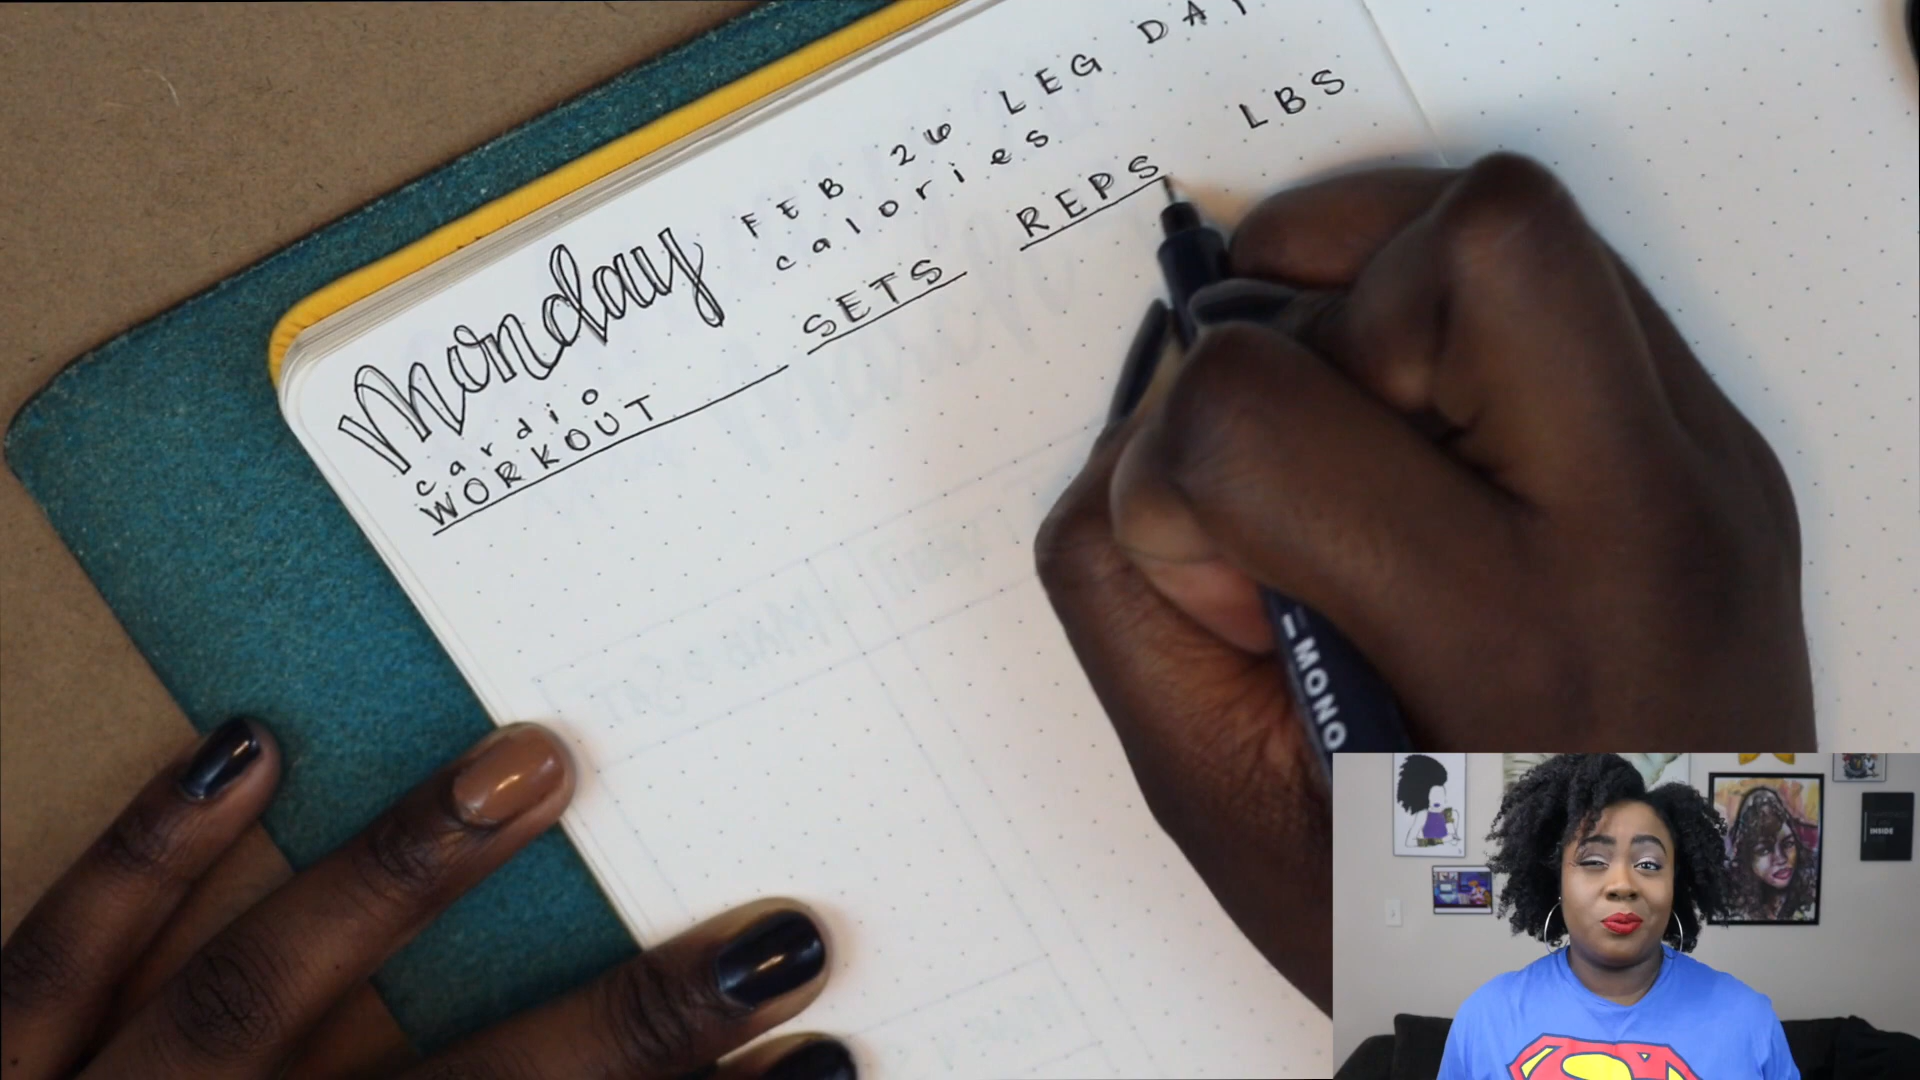 Monday FEB 26 LEG DAY
cardio calories
WORKOUT SETS REPS LBS
MONO
INSIDE